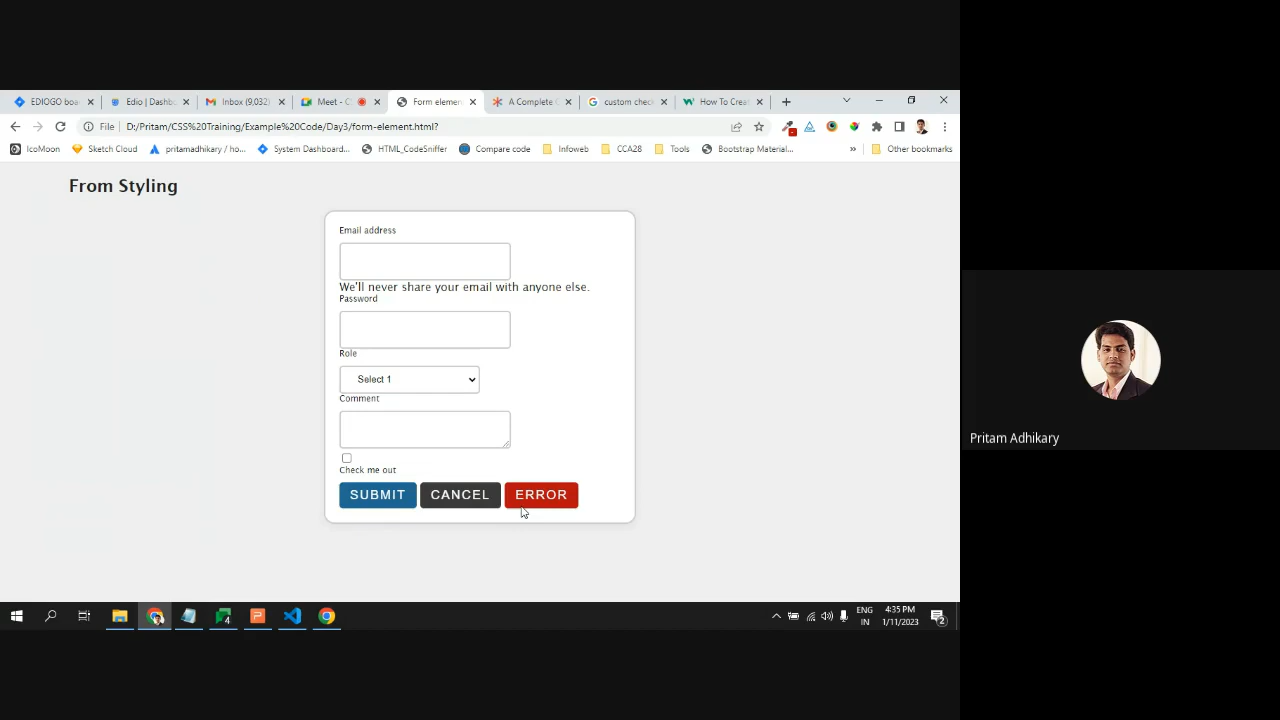 EDIOGO boa
Edio | Dashb
Inbox (9,032)
Meet - C
Form elemen
A Complete
custom chec
How To Crea
File D:/Pritam/CSS%20Training/Example%20Code/Day3/form-element.html?
IcoMoon
Sketch Cloud
pritamadhikary / ho...
System Dashboard...
HTML_CodeSniffer
Compare code
Infoweb
CCA28
Tools
Bootstrap Material...
»
Other bookmarks
From Styling
Email address
We'll never share your email with anyone else.
Password
Role
Select 1
Comment
Check me out
SUBMIT CANCEL ERROR
Pritam Adhikary
4
ENG
IN
4:35 PM
1/11/2023
2